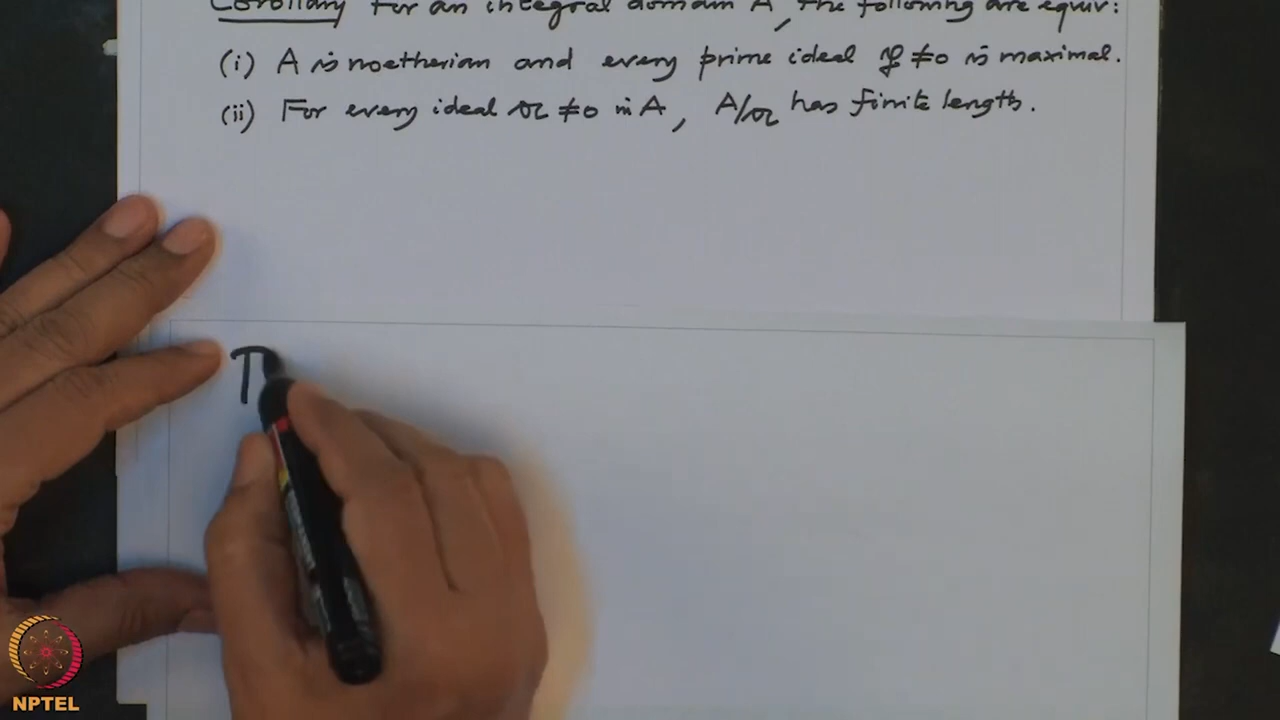 Corollary For an integral domain A, the following are equiv:
(i) A is noetherian and every prime ideal 𝔭 ≠ 0 is maximal.
(ii) For every ideal 𝔞 ≠ 0 in A, A/𝔞 has finite length.
NPTEL